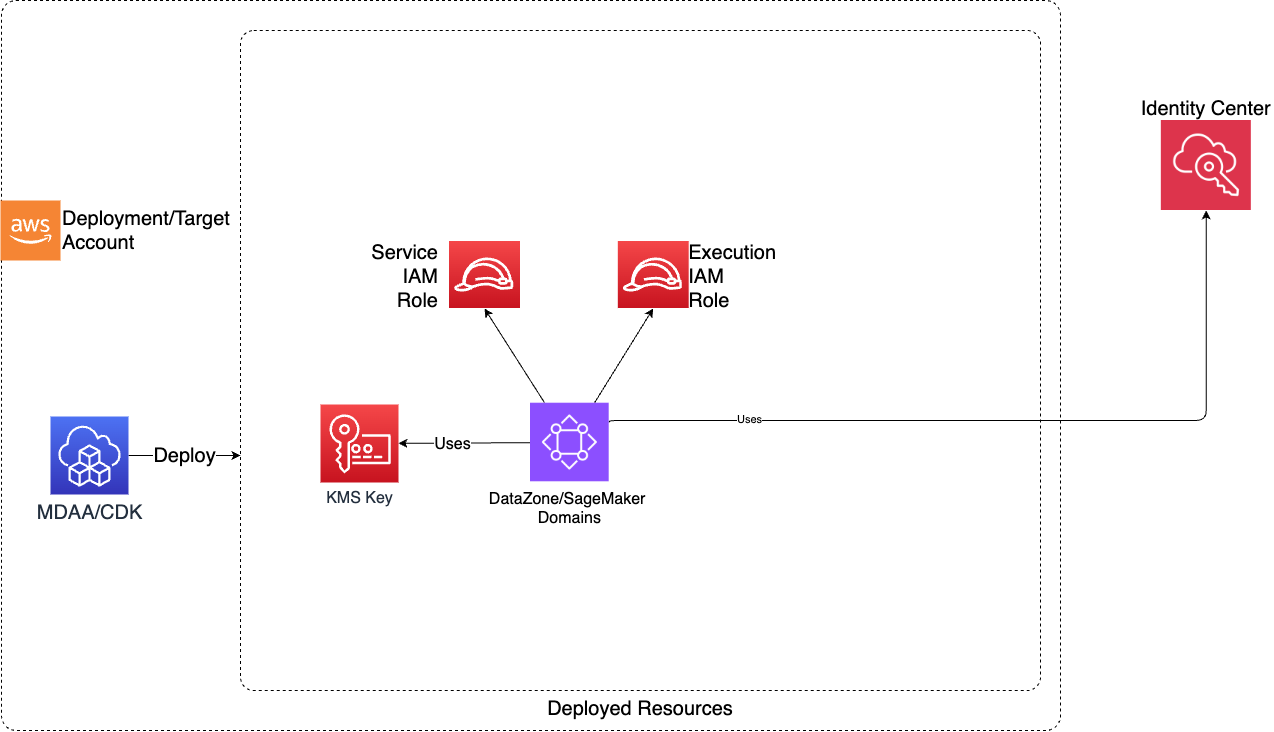 Identity Center
aws
Deployment/Target
Account
Service
IAM
Role
Execution
IAM
Role
Uses
Uses
Deploy
KMS Key
DataZone/SageMaker
Domains
MDAA/CDK
Deployed Resources